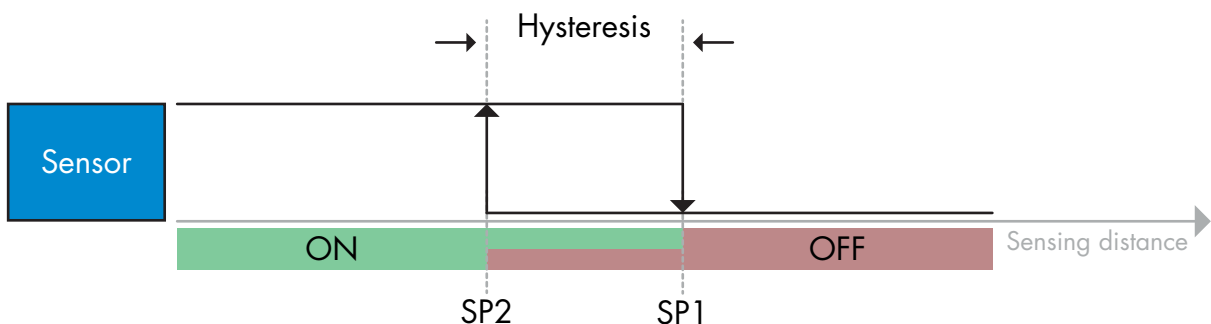 Hysteresis
Sensor
ON
OFF
Sensing distance
SP2
SP1